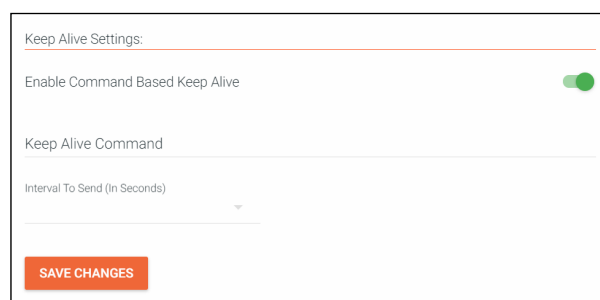 Keep Alive Settings:
Enable Command Based Keep Alive
Keep Alive Command
Interval To Send (In Seconds)
SAVE CHANGES